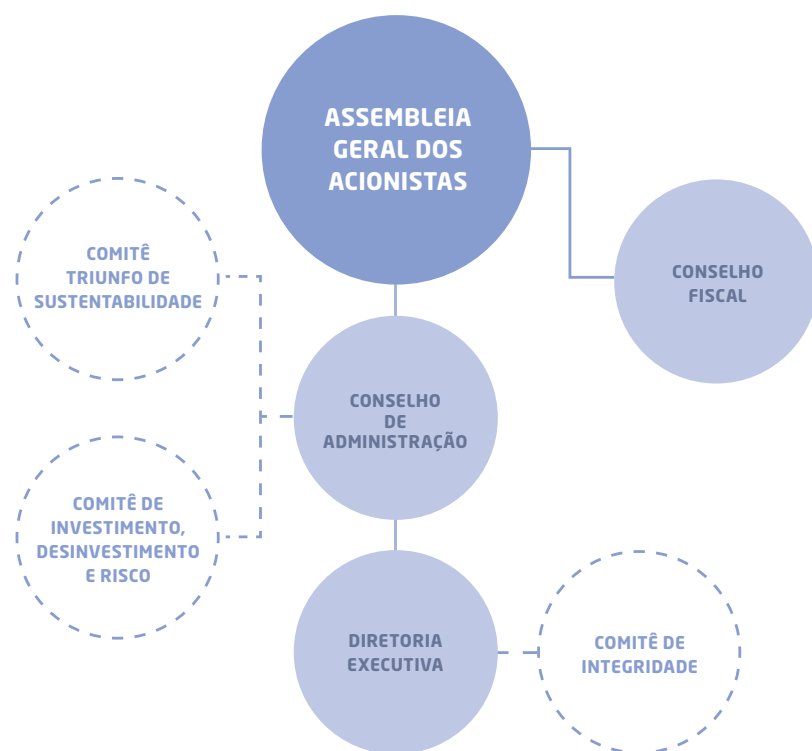 ASSEMBLEIA
GERAL DOS
ACIONISTAS
CONSELHO
FISCAL
COMITÊ
TRIUNFO DE
SUSTENTABILIDADE
CONSELHO
DE
ADMINISTRAÇÃO
COMITÊ DE
INVESTIMENTO,
DESINVESTIMENTO
E RISCO
DIRETORIA
EXECUTIVA
COMITÊ DE
INTEGRIDADE